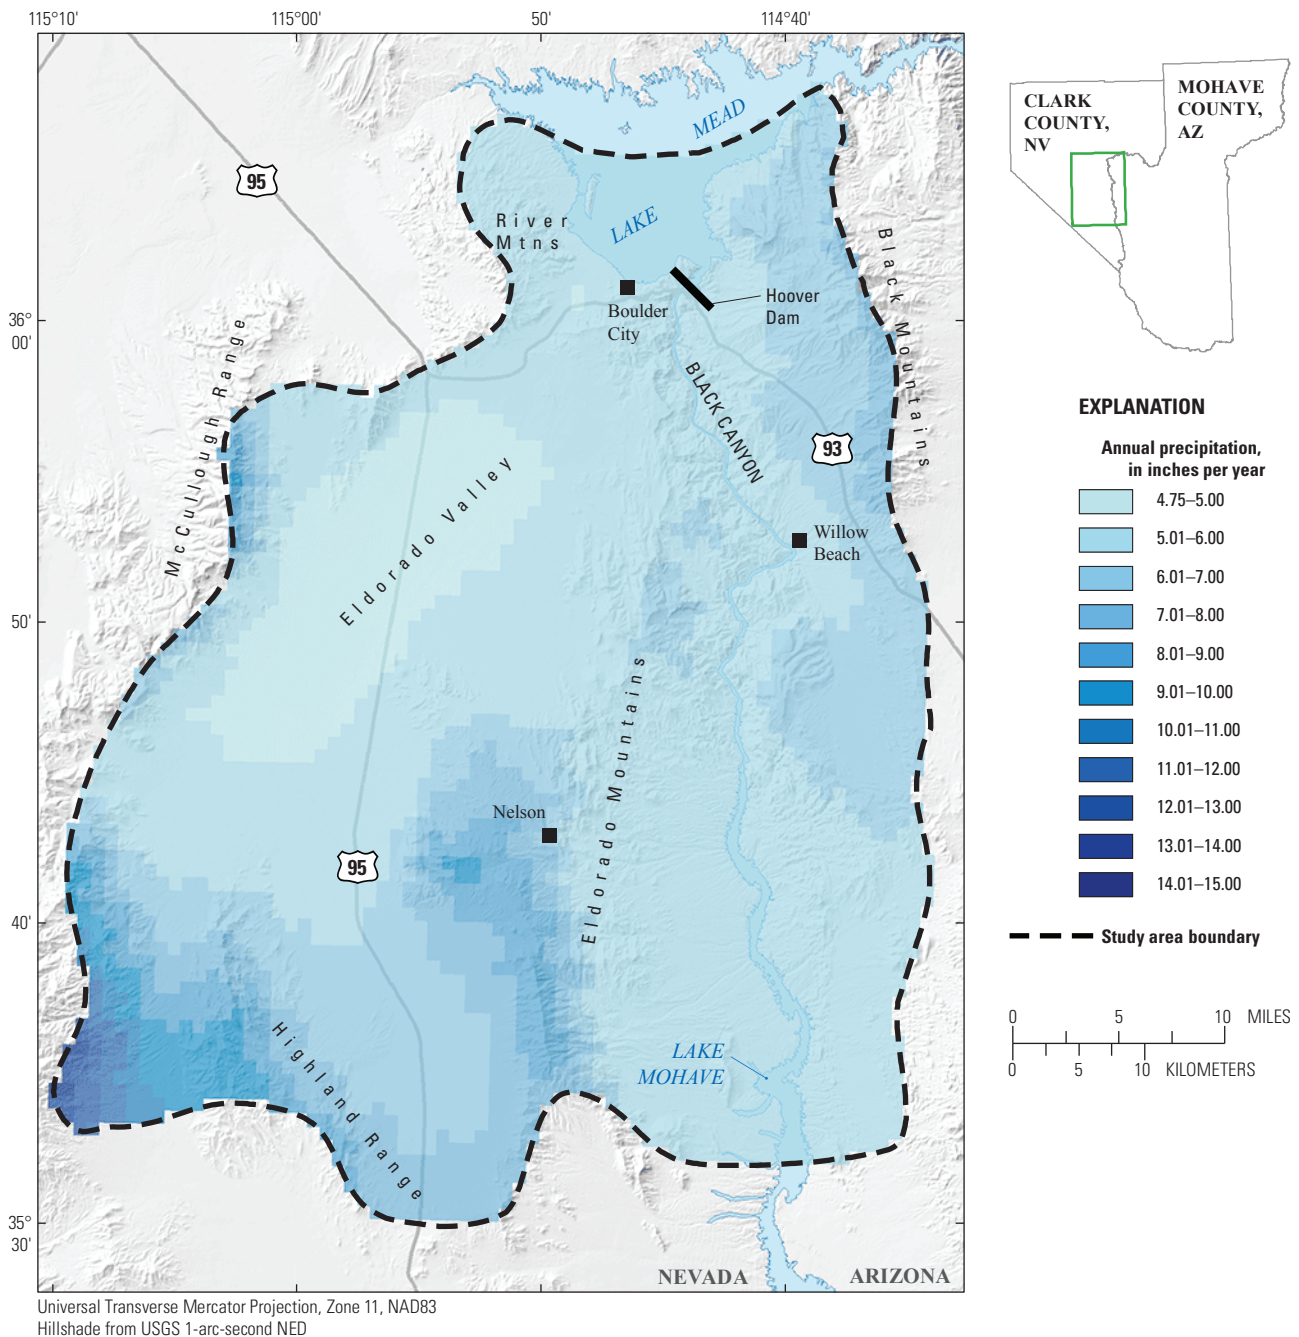 115°10'
115°00'
50'
114°40'
MEAD
LAKE
95
River
Mtns
Black Mountains
Boulder
City
Hoover
Dam
36°
00'
McCullough Range
BLACK CANYON
93
Eldorado Valley
Willow
Beach
50'
Eldorado Mountains
Nelson
95
40'
Highland Range
LAKE
MOHAVE
35°
30'
NEVADA
ARIZONA
Universal Transverse Mercator Projection, Zone 11, NAD83
Hillshade from USGS 1-arc-second NED
CLARK
COUNTY,
NV
MOHAVE
COUNTY,
AZ
EXPLANATION
Annual precipitation,
in inches per year
4.75–5.00
5.01–6.00
6.01–7.00
7.01–8.00
8.01–9.00
9.01–10.00
10.01–11.00
11.01–12.00
12.01–13.00
13.01–14.00
14.01–15.00
Study area boundary
0 5 10 MILES
0 5 10 KILOMETERS